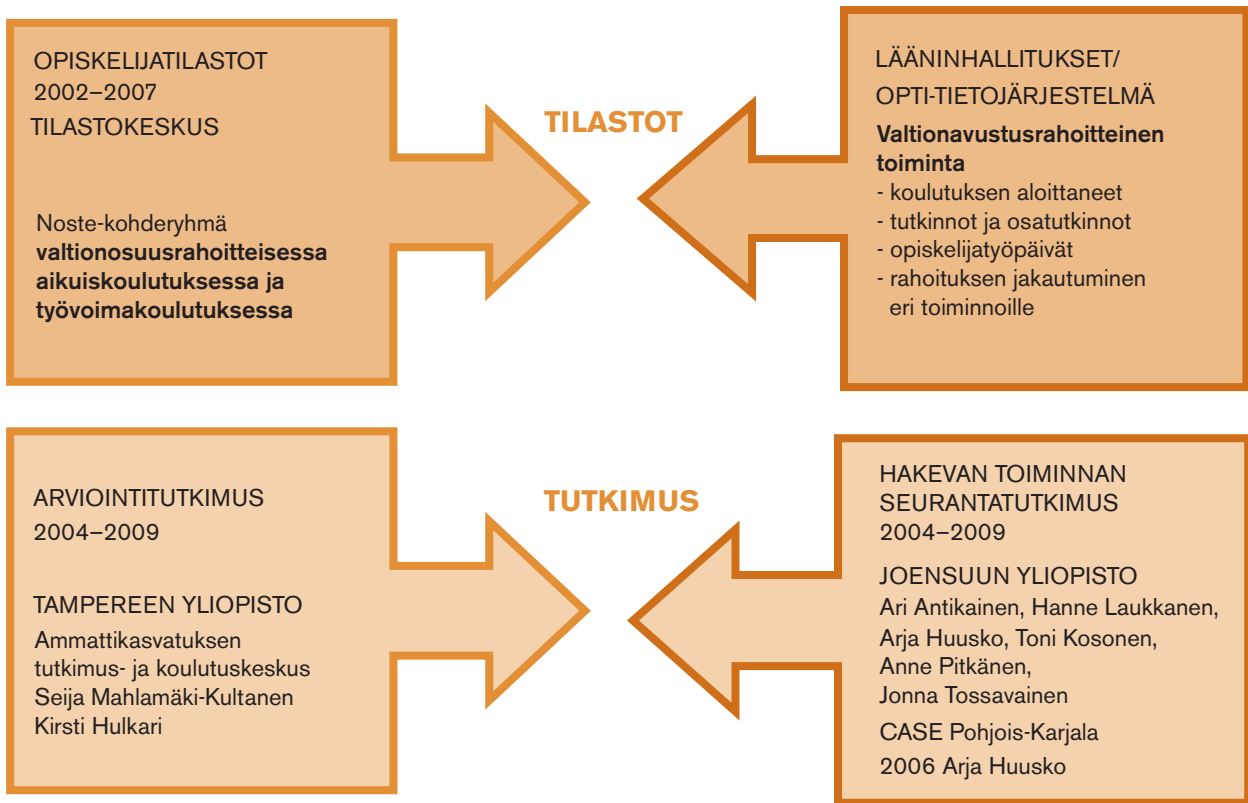 OPISKELIJATILASTOT
2002–2007
TILASTOKESKUS
Noste-kohderyhmä
valtionosuusrahoitteisessa
aikuiskoulutuksessa ja
työvoimakoulutuksessa
TILASTOT
LÄÄNINHALLITUKSET/
OPTI-TIETOJÄRJESTELMÄ
Valtionavustusrahoitteinen
toiminta
- koulutuksen aloittaneet
- tutkinnot ja osatutkinnot
- opiskelijatyöpäivät
- rahoituksen jakautuminen
eri toiminnoille
ARVIOINTITUTKIMUS
2004–2009
TAMPEREEN YLIOPISTO
Ammattikasvatuksen
tutkimus- ja koulutuskeskus
Seija Mahlamäki-Kultanen
Kirsti Hulkari
TUTKIMUS
HAKEVAN TOIMINNAN
SEURANTATUTKIMUS
2004–2009
JOENSUUN YLIOPISTO
Ari Antikainen, Hanne Laukkanen,
Arja Huusko, Toni Kosonen,
Anne Pitkänen,
Jonna Tossavainen
CASE Pohjois-Karjala
2006 Arja Huusko